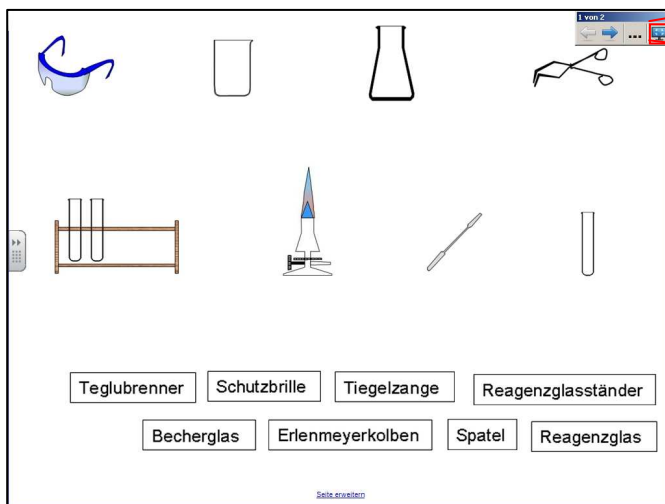 1 von 2
...
Teglubrenner
Schutzbrille
Tiegelzange
Reagenzglasständer
Becherglas
Erlenmeyerkolben
Spatel
Reagenzglas
Seite erweitern